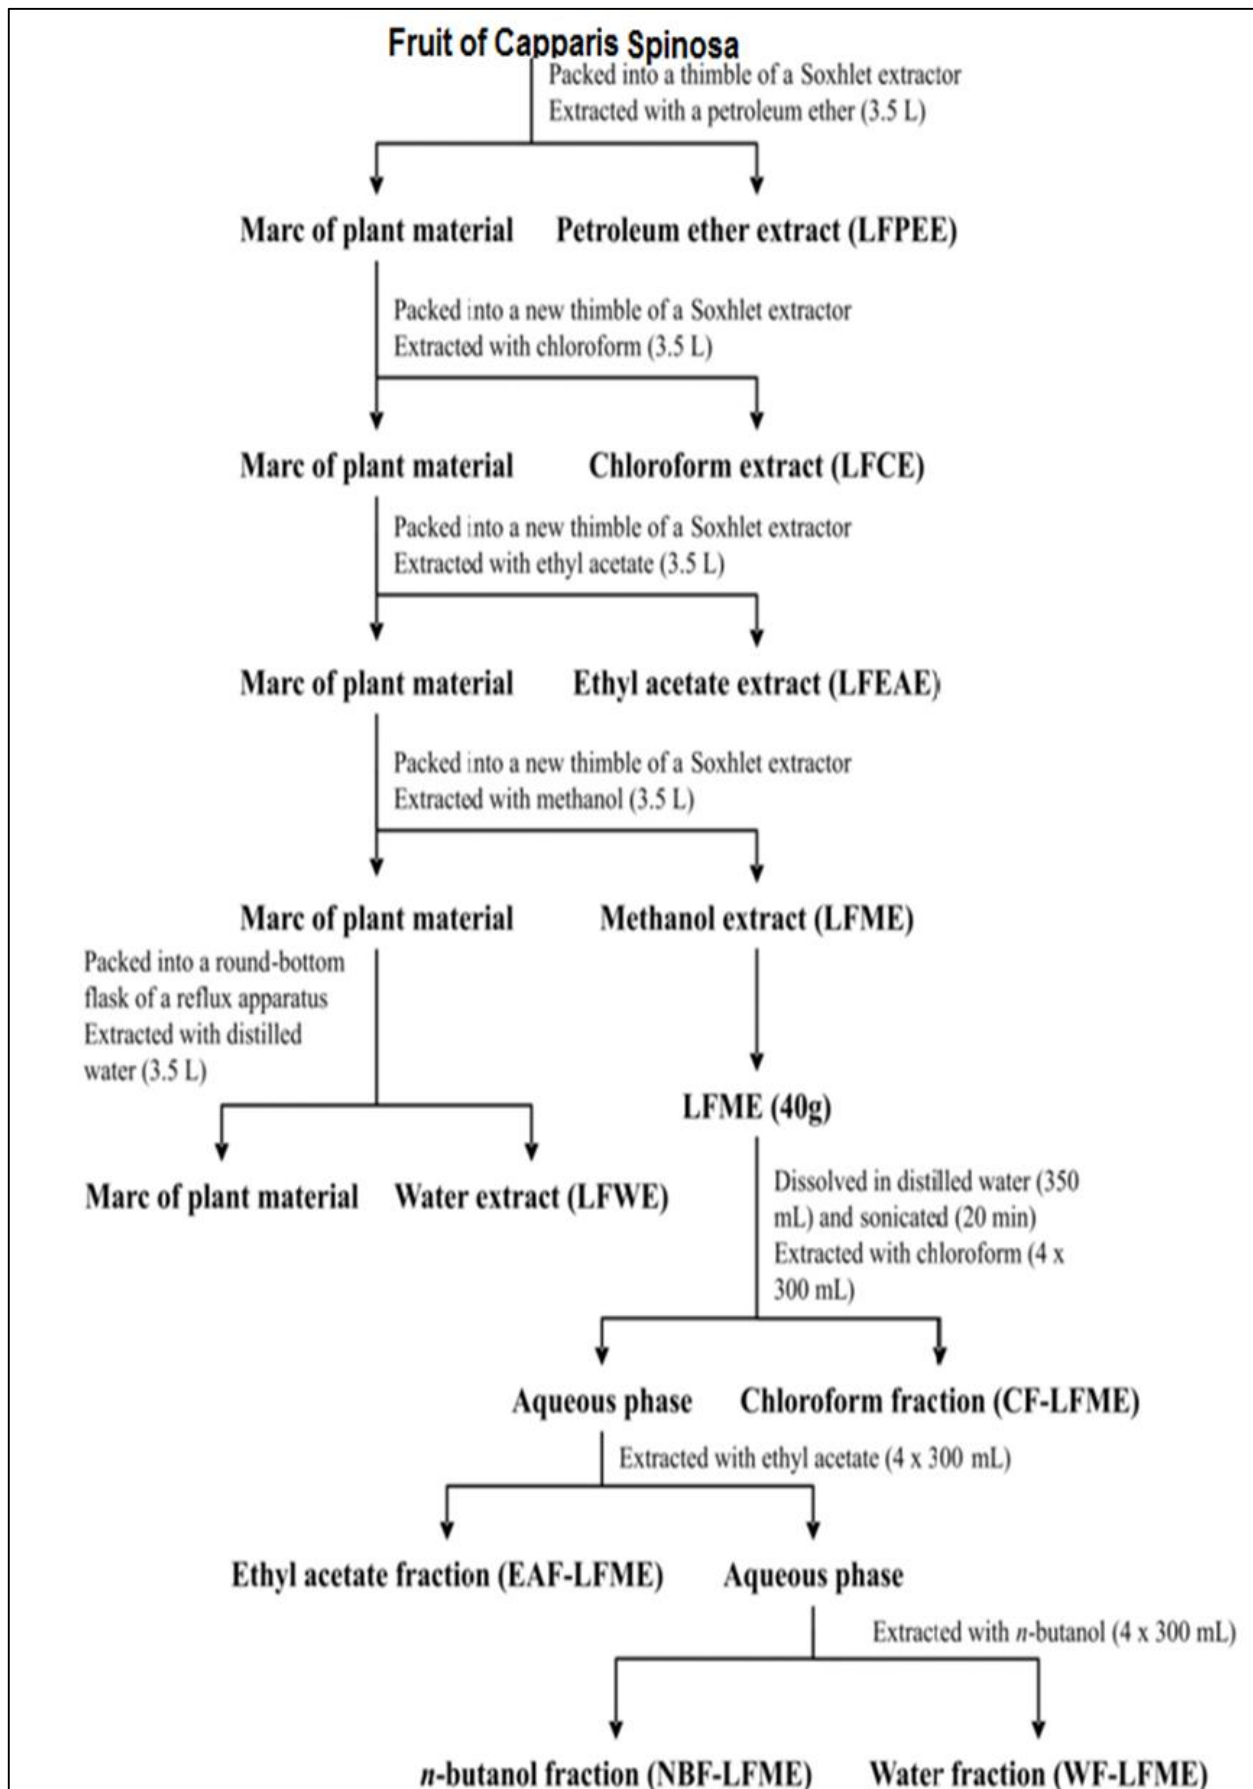 Fruit of Capparis Spinosa
Packed into a thimble of a Soxhlet extractor
Extracted with a petroleum ether (3.5 L)
Marc of plant material
Petroleum ether extract (LFPEE)
Packed into a new thimble of a Soxhlet extractor
Extracted with chloroform (3.5 L)
Marc of plant material
Chloroform extract (LFCE)
Packed into a new thimble of a Soxhlet extractor
Extracted with ethyl acetate (3.5 L)
Marc of plant material
Ethyl acetate extract (LFEAE)
Packed into a new thimble of a Soxhlet extractor
Extracted with methanol (3.5 L)
Marc of plant material
Methanol extract (LFME)
Packed into a round-bottom
flask of a reflux apparatus
Extracted with distilled
water (3.5 L)
LFME (40g)
Marc of plant material
Water extract (LFWE)
Dissolved in distilled water (350
mL) and sonicated (20 min)
Extracted with chloroform (4 x
300 mL)
Aqueous phase
Chloroform fraction (CF-LFME)
Extracted with ethyl acetate (4 x 300 mL)
Ethyl acetate fraction (EAF-LFME)
Aqueous phase
Extracted with n-butanol (4 x 300 mL)
n-butanol fraction (NBF-LFME)
Water fraction (WF-LFME)